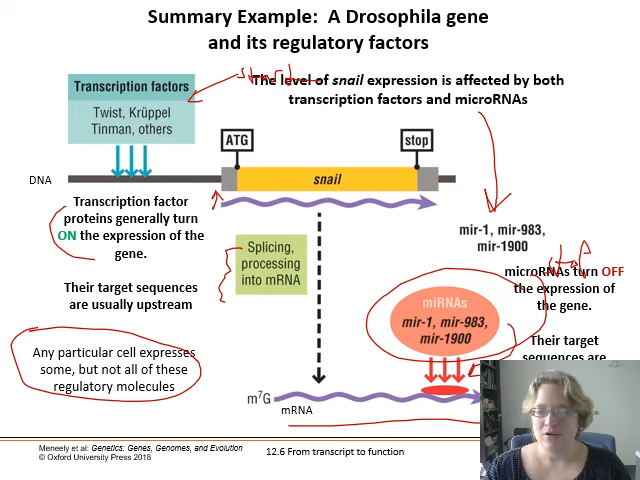 Summary Example: A Drosophila gene
and its regulatory factors
Transcription factors
Twist, Krüppel
Tinman, others
start
The level of snail expression is affected by both
transcription factors and microRNAs
ATG
stop
DNA
snail
Transcription factor
proteins generally turn
ON the expression of the
gene.
Their target sequences
are usually upstream
Splicing,
processing
into mRNA
mir-1, mir-983,
mir-1900
stop
microRNAs turn OFF
the expression of
the gene.
miRNAs
mir-1, mir-983,
mir-1900
Their target
sequences are
Any particular cell expresses
some, but not all of these
regulatory molecules
m7G
mRNA
Meneely et al: Genetics: Genes, Genomes, and Evolution
© Oxford University Press 2018
12.6 From transcript to function